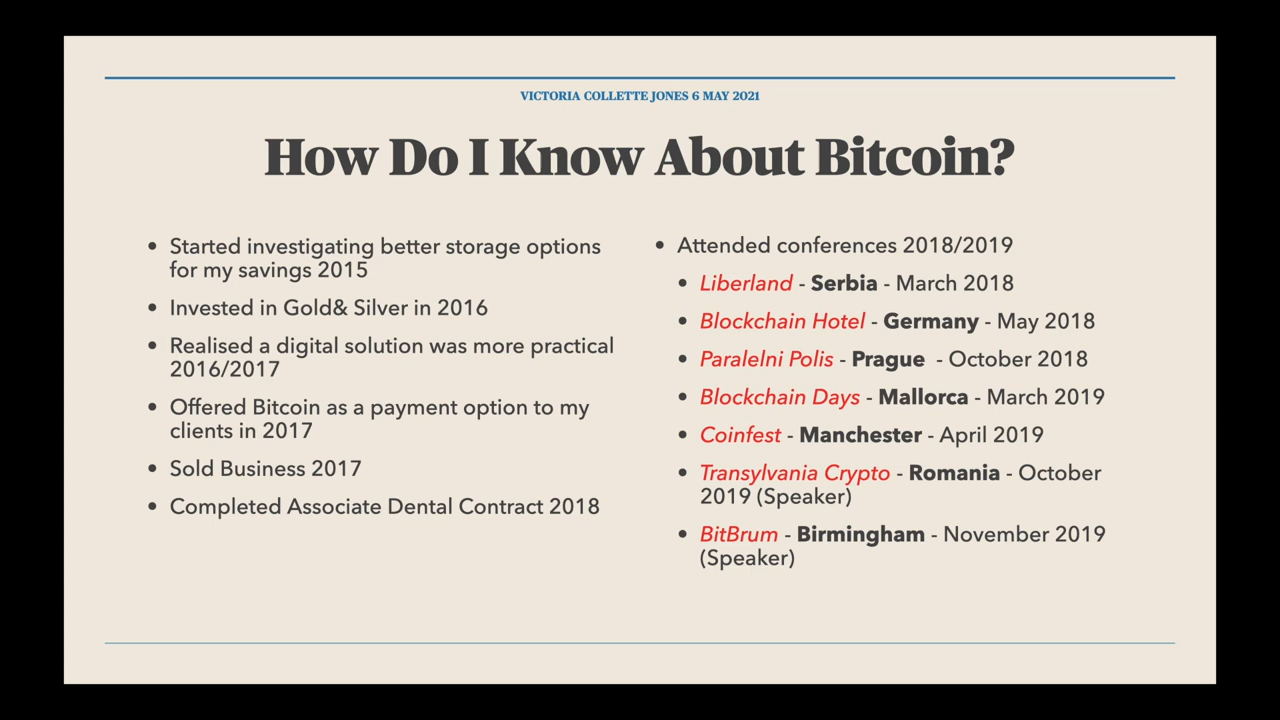 VICTORIA COLLETTE JONES 6 MAY 2021
How Do I Know About Bitcoin?
• Started investigating better storage options
for my savings 2015
• Invested in Gold& Silver in 2016
• Realised a digital solution was more practical
2016/2017
• Offered Bitcoin as a payment option to my
clients in 2017
• Sold Business 2017
• Completed Associate Dental Contract 2018
• Attended conferences 2018/2019
• Liberland - Serbia - March 2018
• Blockchain Hotel - Germany - May 2018
• Paralelni Polis - Prague - October 2018
• Blockchain Days - Mallorca - March 2019
• Coinfest - Manchester - April 2019
• Transylvania Crypto - Romania - October
2019 (Speaker)
• BitBrum - Birmingham - November 2019
(Speaker)